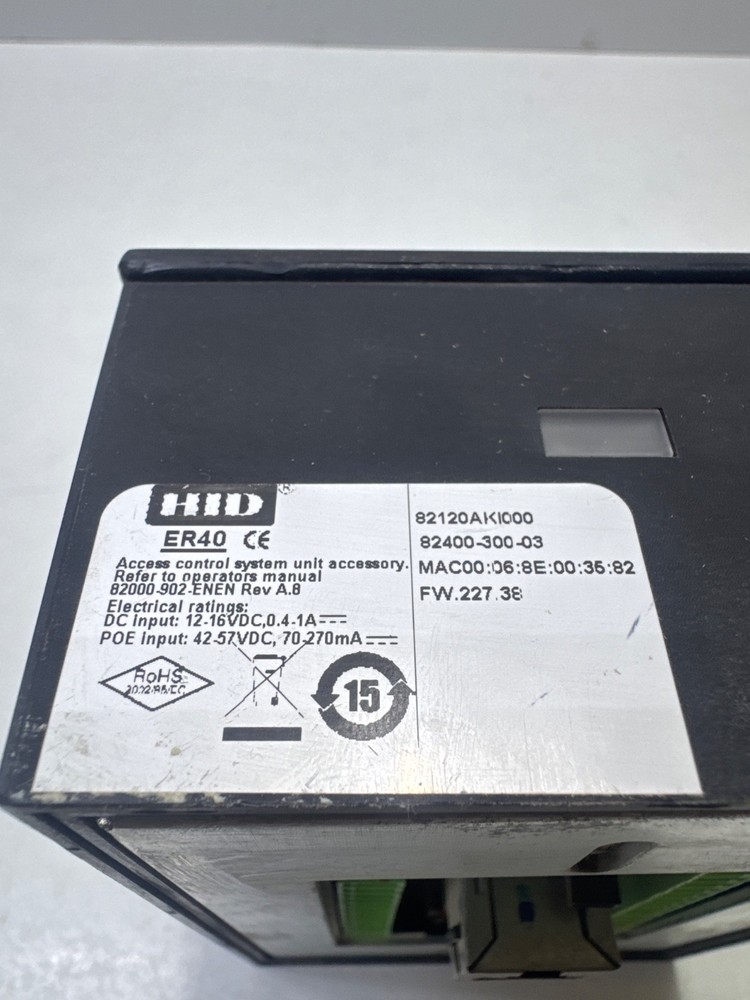 HID®
ER40 CE
Access control system unit accessory.
Refer to operators manual
82000-902-ENEN Rev A.8
Electrical ratings:
DC input: 12-16VDC,0.4-1A
POE input: 42-57VDC, 70-270mA
RoHS
2002/95/EC
15
82120AKI000
82400-300-03
MAC00:06:8E:00:35:82
FW.227.38